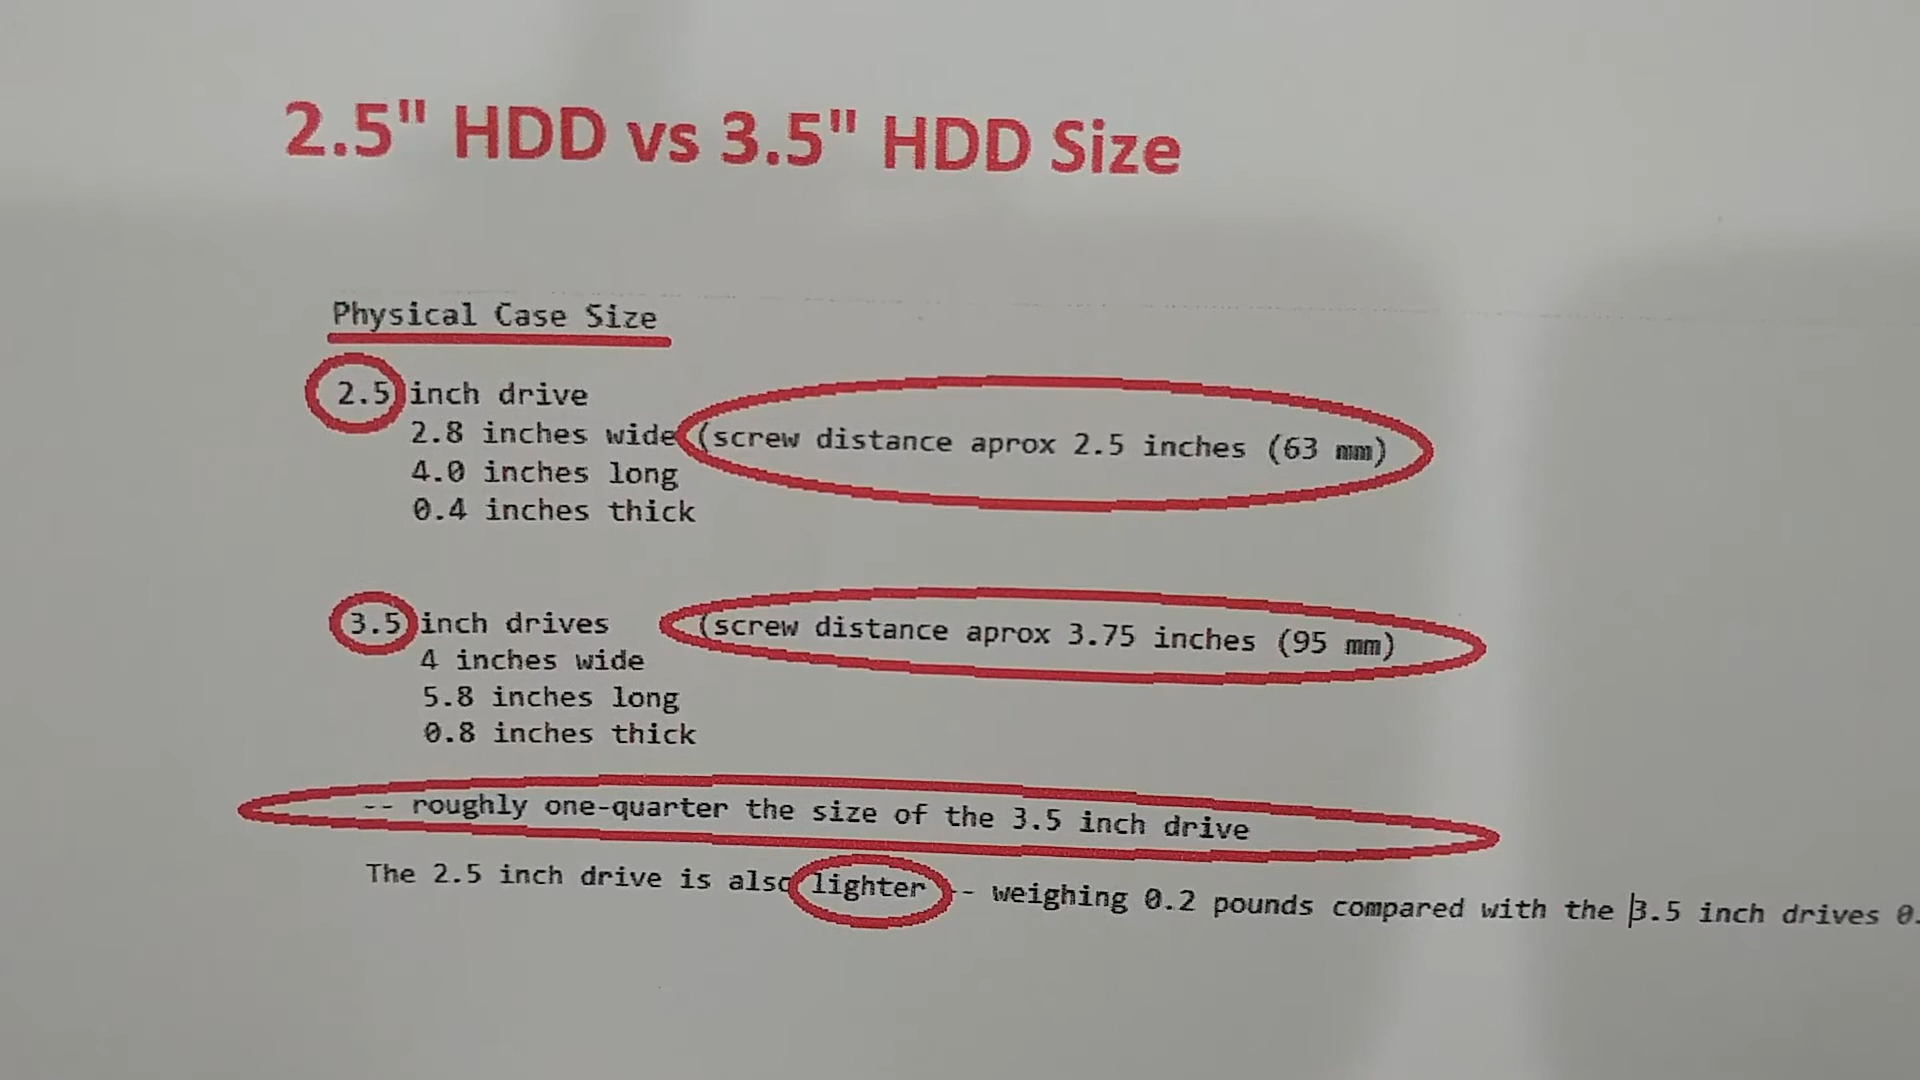 2.5" HDD vs 3.5" HDD Size
Physical Case Size
2.5 inch drive
2.8 inches wide (screw distance aprox 2.5 inches (63 mm)
4.0 inches long
0.4 inches thick
3.5 inch drives (screw distance aprox 3.75 inches (95 mm)
4 inches wide
5.8 inches long
0.8 inches thick
-- roughly one-quarter the size of the 3.5 inch drive
The 2.5 inch drive is also lighter -- weighing 0.2 pounds compared with the 3.5 inch drives 0.